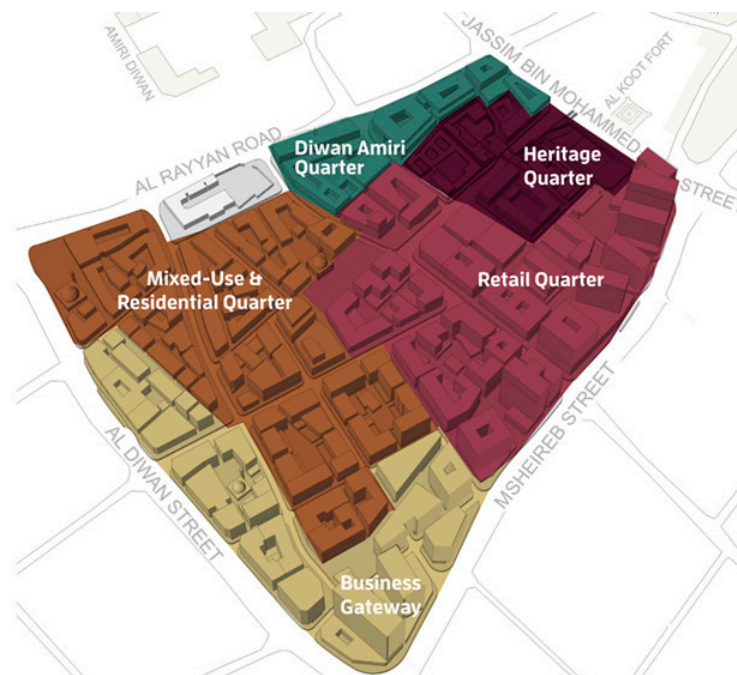 AMIRI DIWAN
JASSIM BIN MOHAMMED STREET
AL KOOT FORT
AL RAYYAN ROAD
Diwan Amiri
Quarter
Heritage
Quarter
Mixed-Use &
Residential Quarter
Retail Quarter
AL DIWAN STREET
MSHEIREB STREET
Business
Gateway